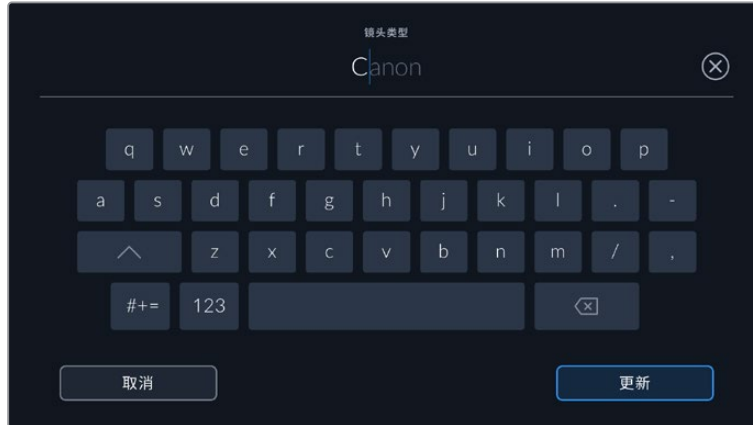 镜头类型
Canon
q w e r t y u i o p
a s d f g h j k l . -
z x c v b n m / ,
#+= 123
取消 更新